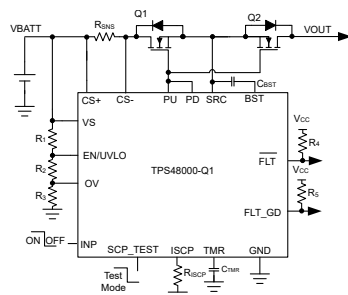 Q1
Q2
VBATT
RSNS
VOUT
CBST
CS+
CS-
PU
PD
SRC
BST
VS
R1
EN/UVLO
R2
OV
R3
TPS48000-Q1
VCC
R4
FLT
VCC
R5
FLT_GD
ON OFF
INP
SCP_TEST
ISCP
TMR
GND
Test
Mode
RISCP
CTMR